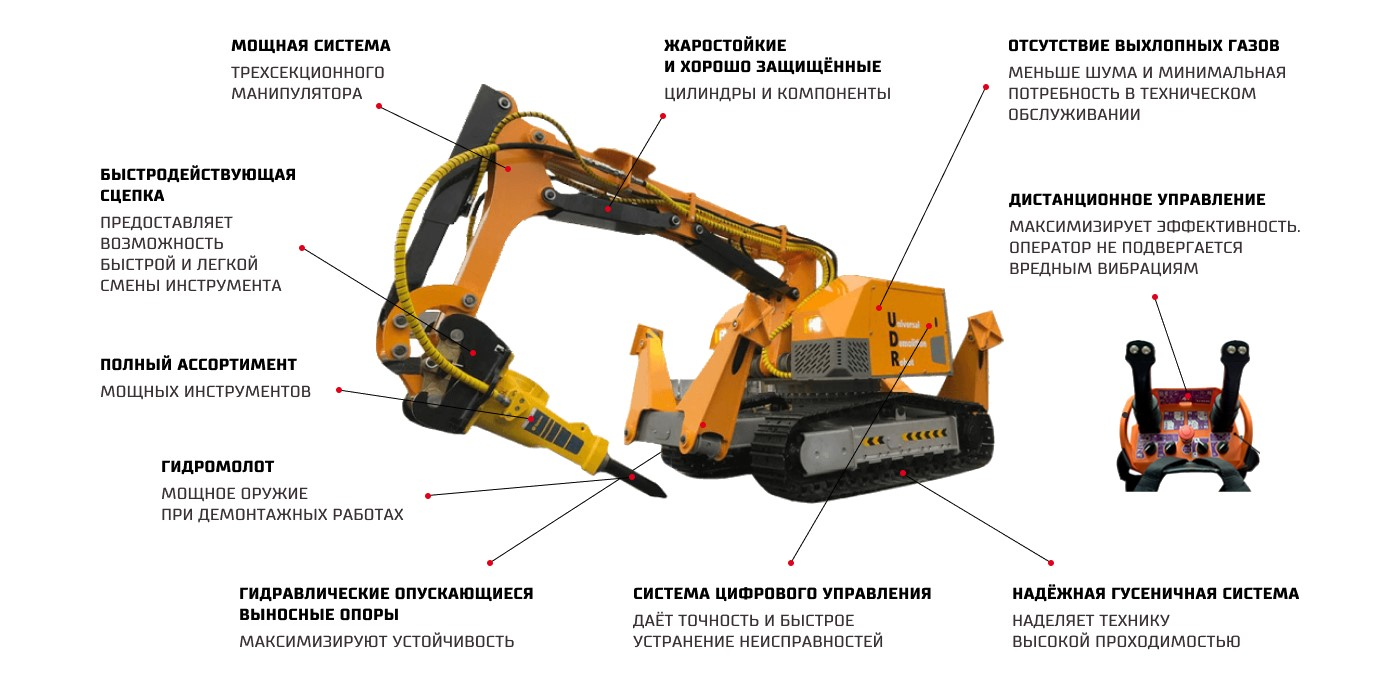 МОЩНАЯ СИСТЕМА
ТРЕХСЕКЦИОННОГО
МАНИПУЛЯТОРА
ЖАРОСТОЙКИЕ
И ХОРОШО ЗАЩИЩЁННЫЕ
ЦИЛИНДРЫ И КОМПОНЕНТЫ
ОТСУТСТВИЕ ВЫХЛОПНЫХ ГАЗОВ
МЕНЬШЕ ШУМА И МИНИМАЛЬНАЯ
ПОТРЕБНОСТЬ В ТЕХНИЧЕСКОМ
ОБСЛУЖИВАНИИ
БЫСТРОДЕЙСТВУЮЩАЯ
СЦЕПКА
ПРЕДОСТАВЛЯЕТ
ВОЗМОЖНОСТЬ
БЫСТРОЙ И ЛЕГКОЙ
СМЕНЫ ИНСТРУМЕНТА
ДИСТАНЦИОННОЕ УПРАВЛЕНИЕ
МАКСИМИЗИРУЕТ ЭФФЕКТИВНОСТЬ.
ОПЕРАТОР НЕ ПОДВЕРГАЕТСЯ
ВРЕДНЫМ ВИБРАЦИЯМ
Universal
Demolition
Robot
ПОЛНЫЙ АССОРТИМЕНТ
МОЩНЫХ ИНСТРУМЕНТОВ
ГИДРОМОЛОТ
МОЩНОЕ ОРУЖИЕ
ПРИ ДЕМОНТАЖНЫХ РАБОТАХ
ГИДРАВЛИЧЕСКИЕ ОПУСКАЮЩИЕСЯ
ВЫНОСНЫЕ ОПОРЫ
МАКСИМИЗИРУЮТ УСТОЙЧИВОСТЬ
СИСТЕМА ЦИФРОВОГО УПРАВЛЕНИЯ
ДАЁТ ТОЧНОСТЬ И БЫСТРОЕ
УСТРАНЕНИЕ НЕИСПРАВНОСТЕЙ
НАДЁЖНАЯ ГУСЕНИЧНАЯ СИСТЕМА
НАДЕЛЯЕТ ТЕХНИКУ
ВЫСОКОЙ ПРОХОДИМОСТЬЮ